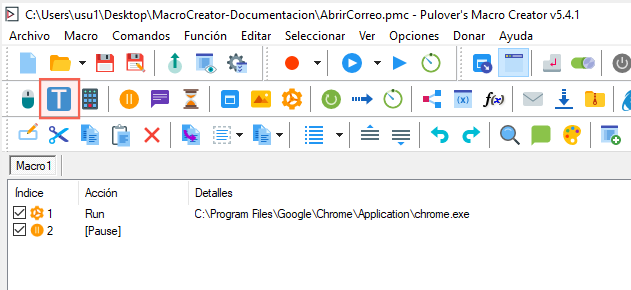 C:\Users\usu1\Desktop\MacroCreator-Documentacion\AbrirCorreo.pmc - Pulover's Macro Creator v5.4.1
Archivo Macro Comandos Función Editar Seleccionar Ver Opciones Donar Ayuda
T
(x) f(x)
Macro1
Índice Acción Detalles
1 Run C:\Program Files\Google\Chrome\Application\chrome.exe
2 [Pause]